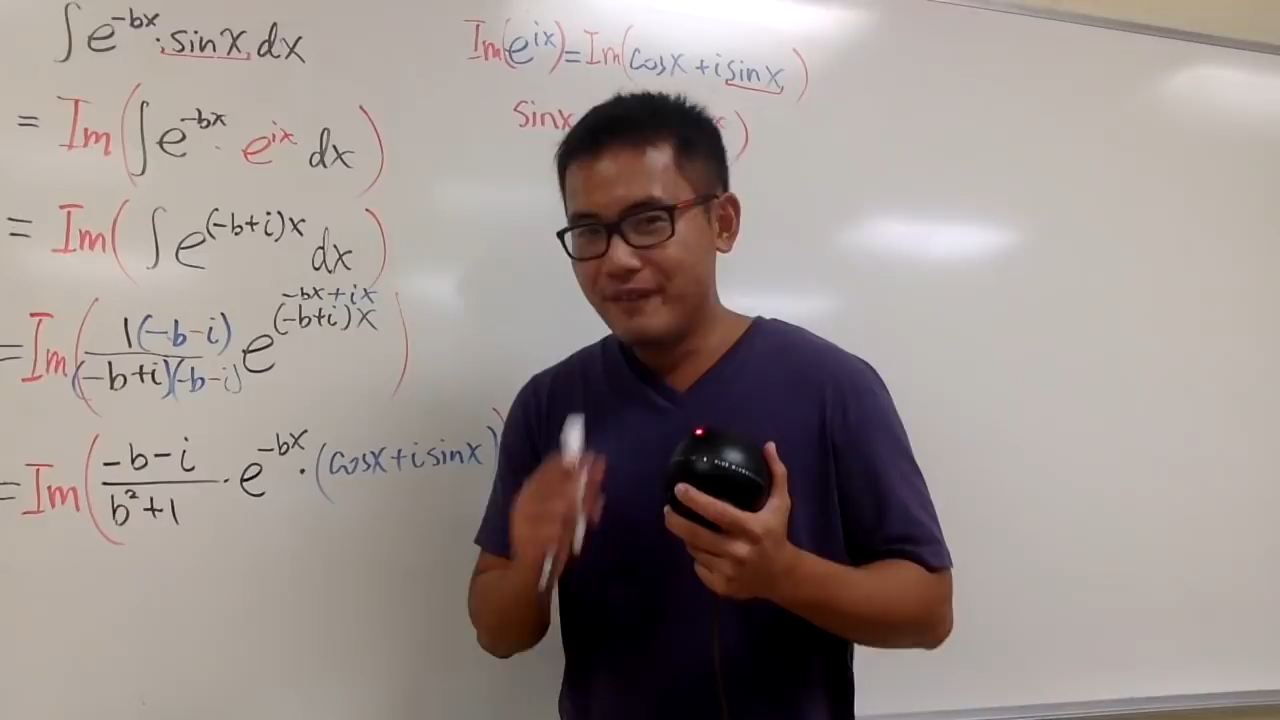 ∫e^{-bx}·sinx dx
= Im(∫e^{-bx}·e^{ix} dx)
= Im(∫e^{(-b+i)x} dx)
-bx+ix
=Im(1(-b-i)/(-b+i)(-b-i) e^{(-b+i)x})
=Im(-b-i/b²+1 · e^{-bx}·(cosx+i sinx))
Im(e^{ix})=Im(cosx+isinx)
sinx )